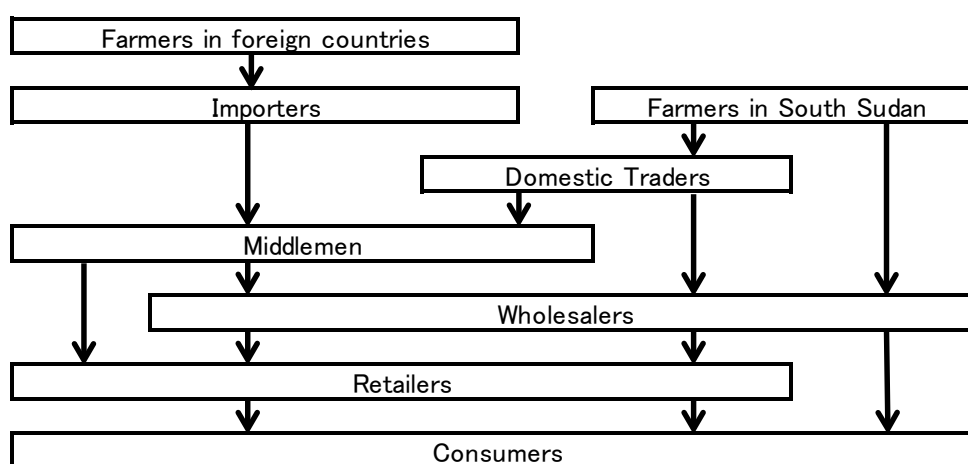 Farmers in foreign countries
Importers
Farmers in South Sudan
Domestic Traders
Middlemen
Wholesalers
Retailers
Consumers